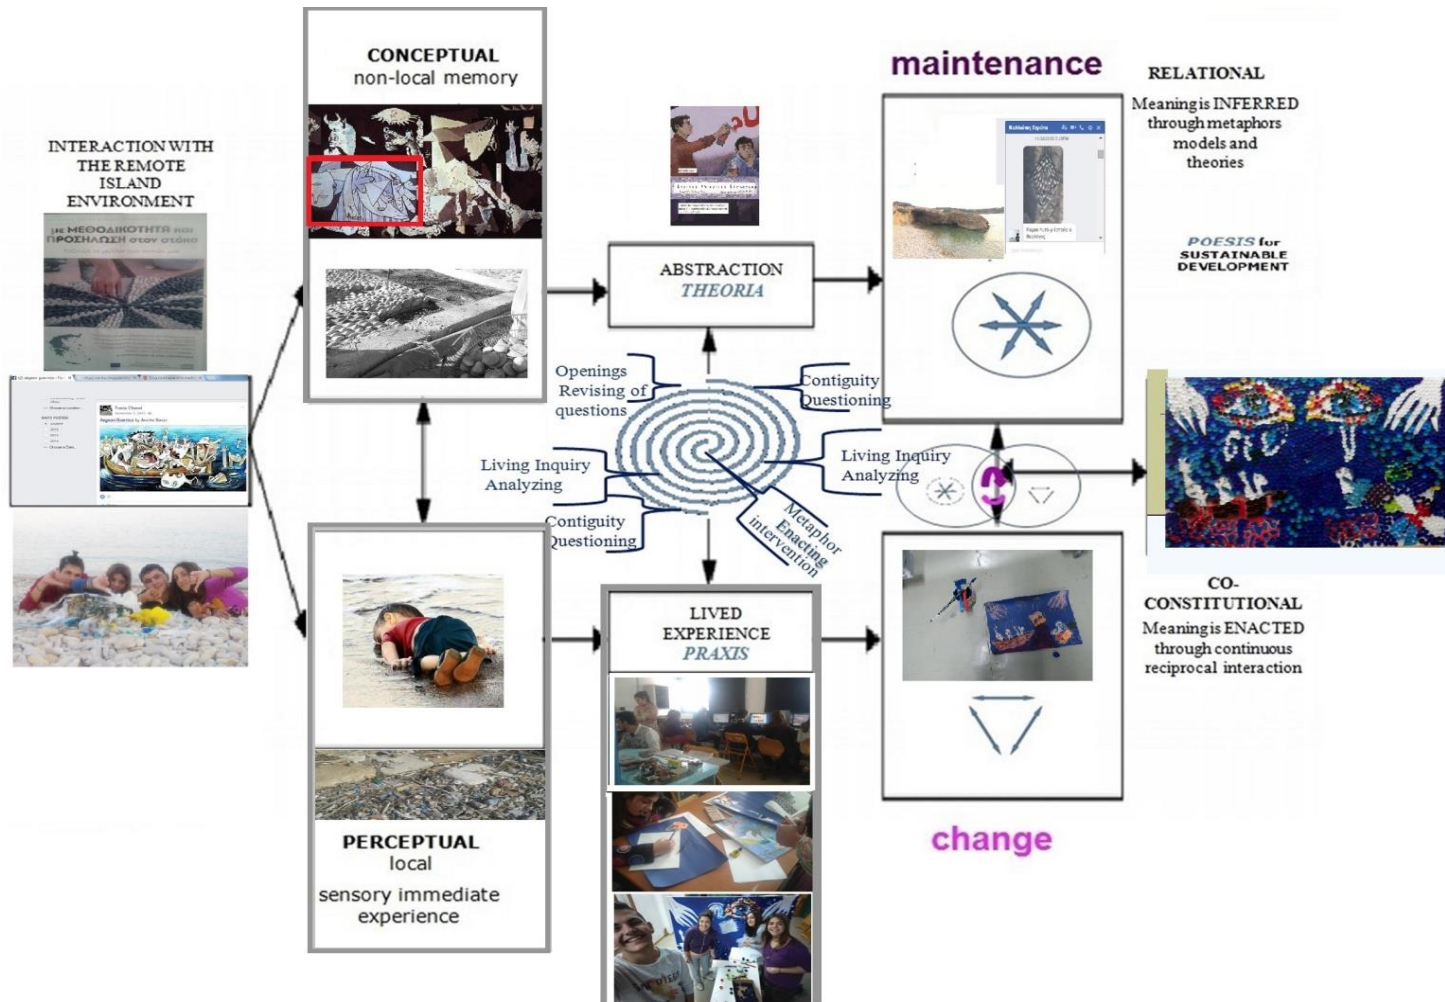 CONCEPTUAL
non-local memory
maintenance
RELATIONAL
Meaning is INFERRED
through metaphors
models and
theories
INTERACTION WITH
THE REMOTE
ISLAND
ENVIRONMENT
με ΜΕΘΟΔΙΚΟΤΗΤΑ και
ΠΡΟΣΗΛΩΣΗ στον στόχο
ABSTRACTION
THEORIA
POESIS for
SUSTAINABLE
DEVELOPMENT
Openings
Revising of
questions
Contiguity
Questioning
Living Inquiry
Analyzing
Living Inquiry
Analyzing
Contiguity
Questioning
Metaphor
Enacting
intervention
LIVED
EXPERIENCE
PRAXIS
CO-
CONSTITUTIONAL
Meaning is ENACTED
through continuous
reciprocal interaction
PERCEPTUAL
local
sensory immediate
experience
change